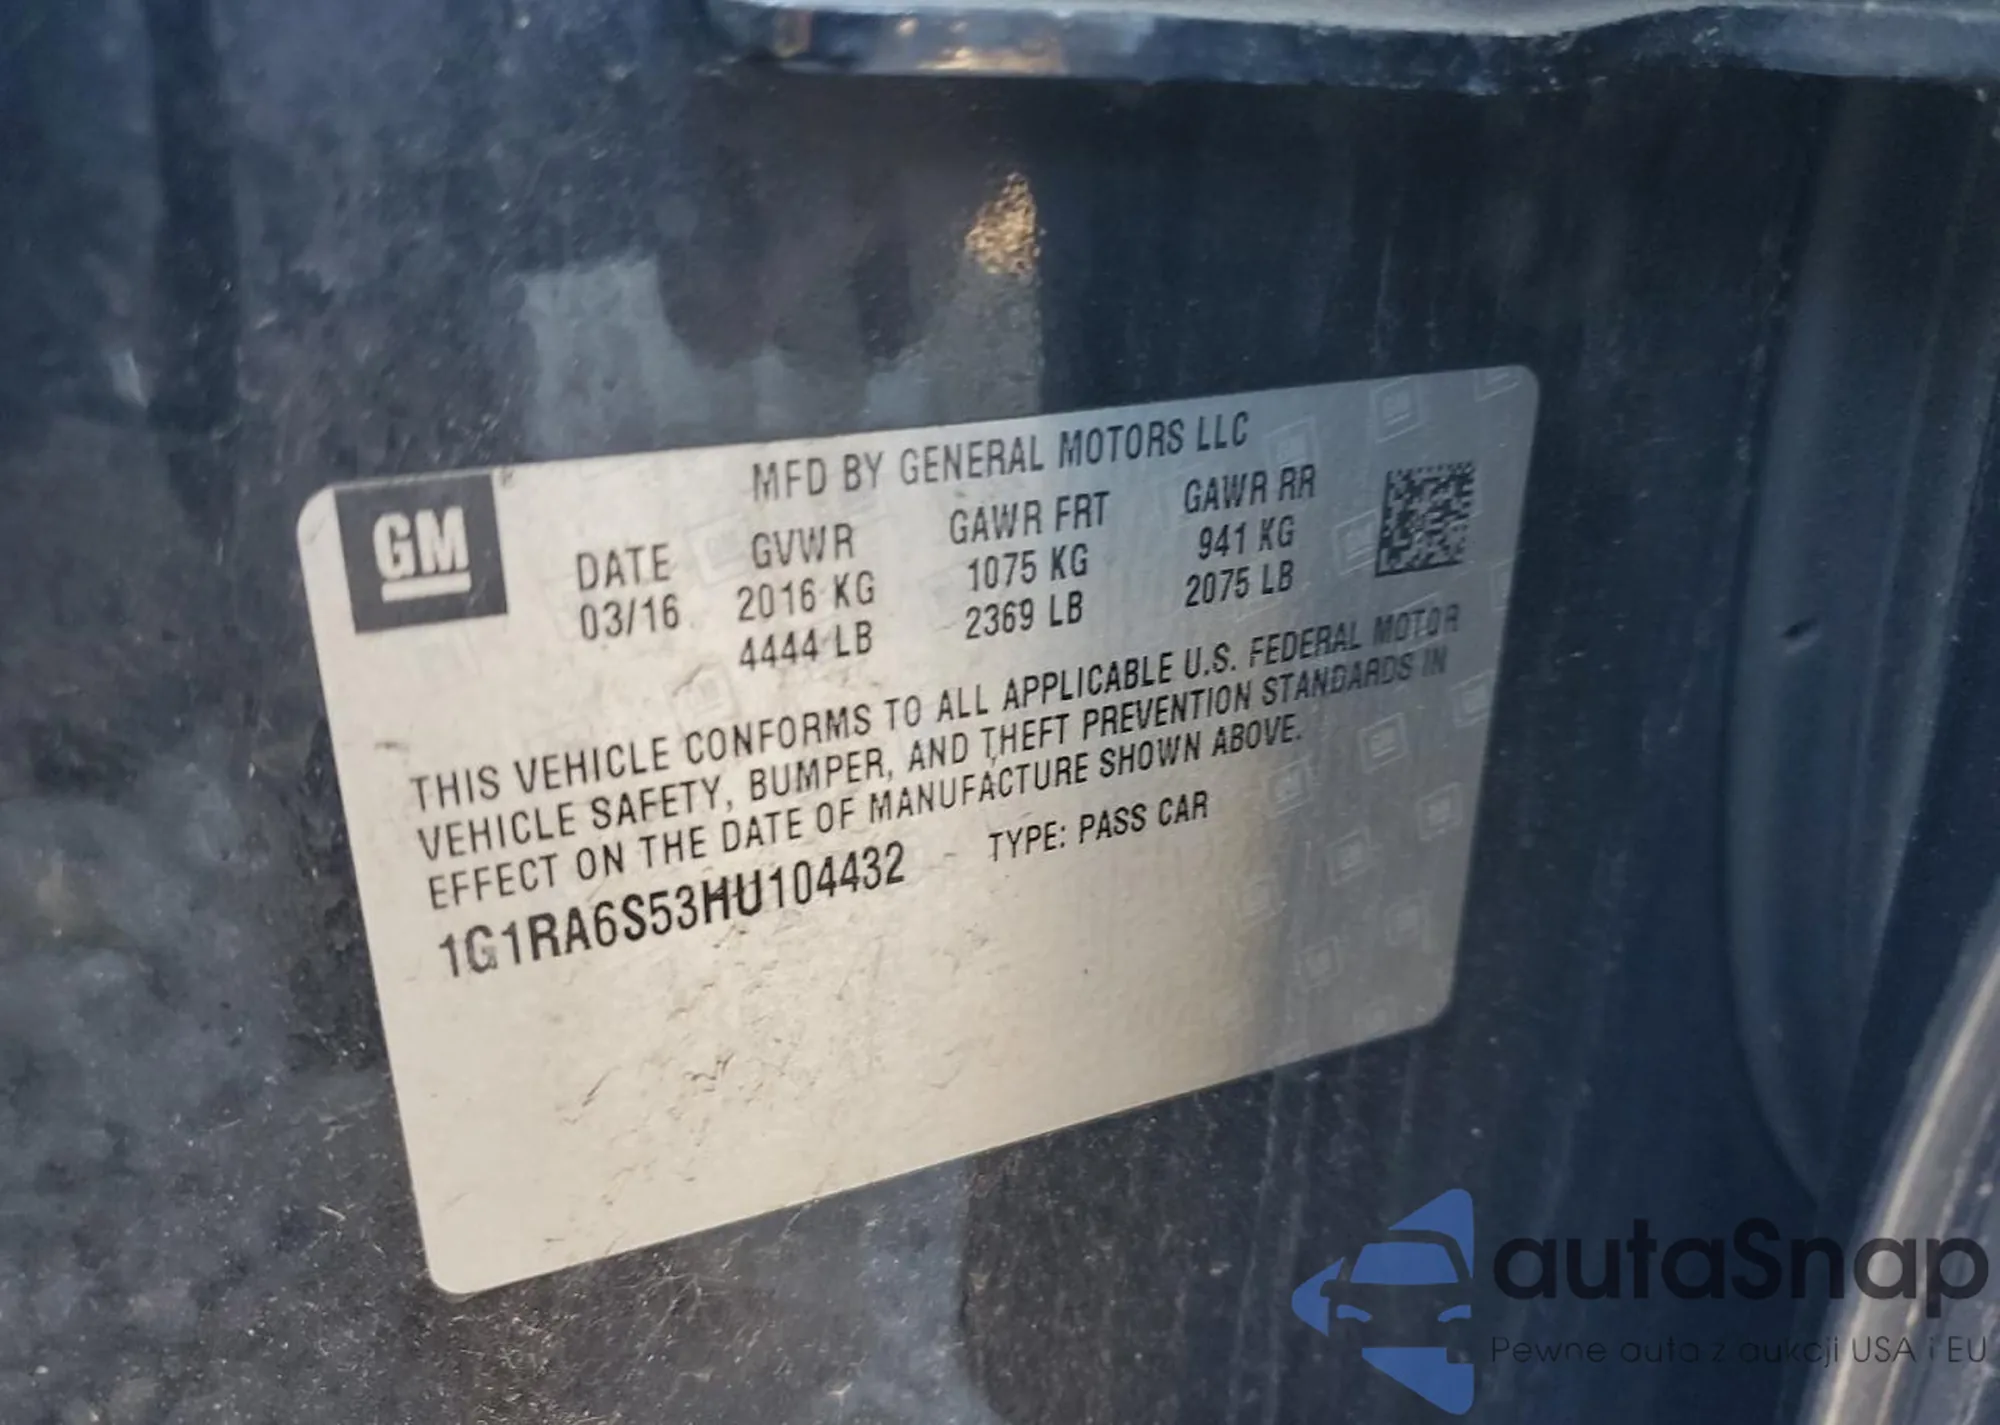 MFD BY GENERAL MOTORS LLC
GM
DATE GVWR GAWR FRT GAWR RR
03/16 2016 KG 1075 KG 941 KG
4444 LB 2369 LB 2075 LB
THIS VEHICLE CONFORMS TO ALL APPLICABLE U.S. FEDERAL MOTOR
VEHICLE SAFETY, BUMPER, AND THEFT PREVENTION STANDARDS IN
EFFECT ON THE DATE OF MANUFACTURE SHOWN ABOVE.
1G1RA6S53HU104432 TYPE: PASS CAR
autaSnap
Pewne auta z aukcji USA i EU